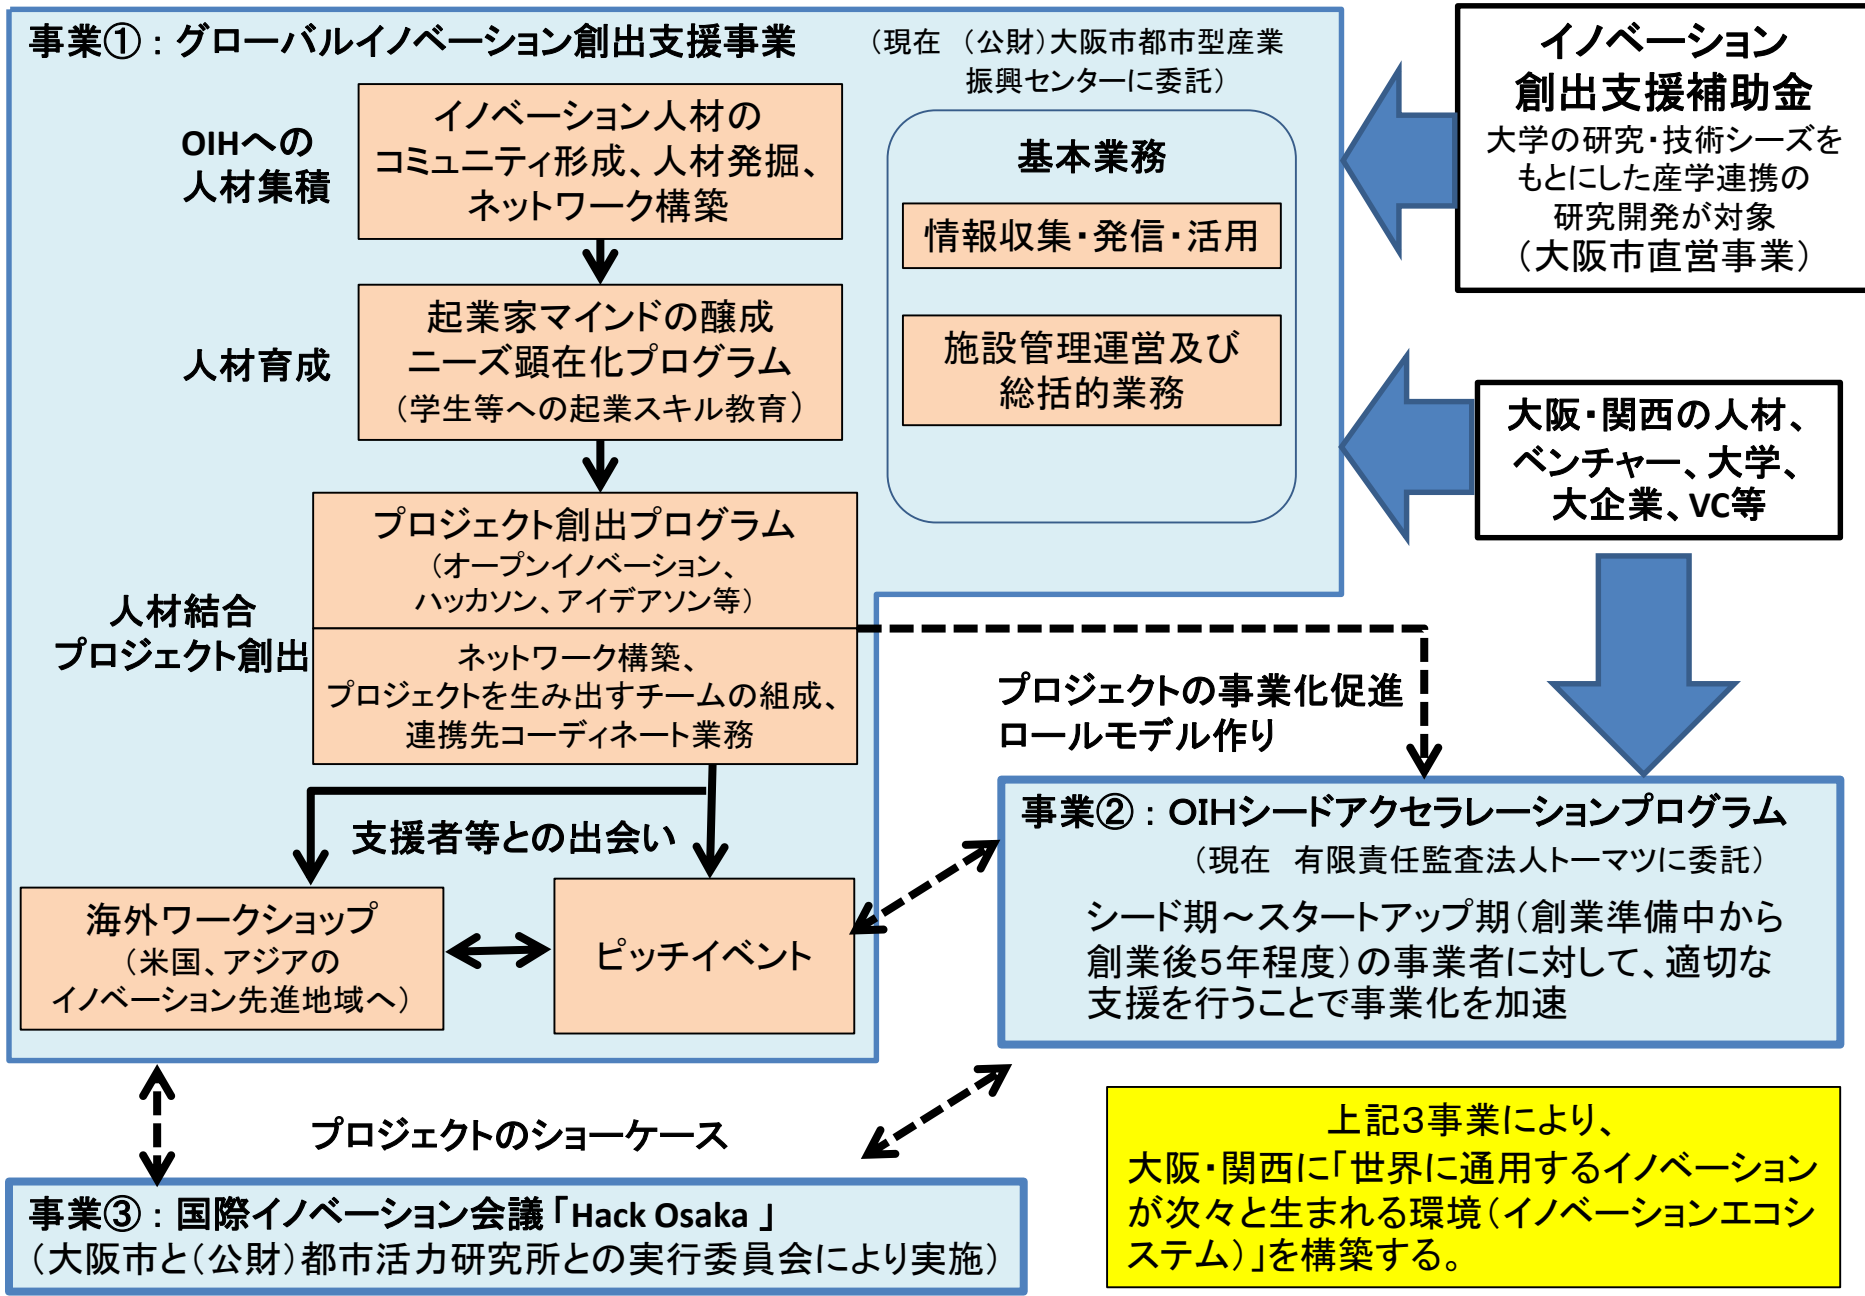 事業①：グローバルイノベーション創出支援事業
（現在　（公財）大阪市都市型産業
振興センターに委託）
OIHへの
人材集積
イノベーション人材の
コミュニティ形成、人材発掘、
ネットワーク構築
人材育成
起業家マインドの醸成
ニーズ顕在化プログラム
（学生等への起業スキル教育）
人材結合
プロジェクト創出
プロジェクト創出プログラム
（オープンイノベーション、
ハッカソン、アイデアソン等）
ネットワーク構築、
プロジェクトを生み出すチームの組成、
連携先コーディネート業務
支援者等との出会い
海外ワークショップ
（米国、アジアの
イノベーション先進地域へ）
ピッチイベント
基本業務
情報収集・発信・活用
施設管理運営及び
総括的業務
イノベーション
創出支援補助金
大学の研究・技術シーズを
もとにした産学連携の
研究開発が対象
（大阪市直営事業）
大阪・関西の人材、
ベンチャー、大学、
大企業、VC等
プロジェクトの事業化促進
ロールモデル作り
事業②：OIHシードアクセラレーションプログラム
（現在　有限責任監査法人トーマツに委託）
シード期～スタートアップ期（創業準備中から
創業後５年程度）の事業者に対して、適切な
支援を行うことで事業化を加速
プロジェクトのショーケース
事業③：国際イノベーション会議「Hack Osaka 」
（大阪市と（公財）都市活力研究所との実行委員会により実施）
上記３事業により、
大阪・関西に「世界に通用するイノベーション
が次々と生まれる環境（イノベーションエコシ
ステム）」を構築する。